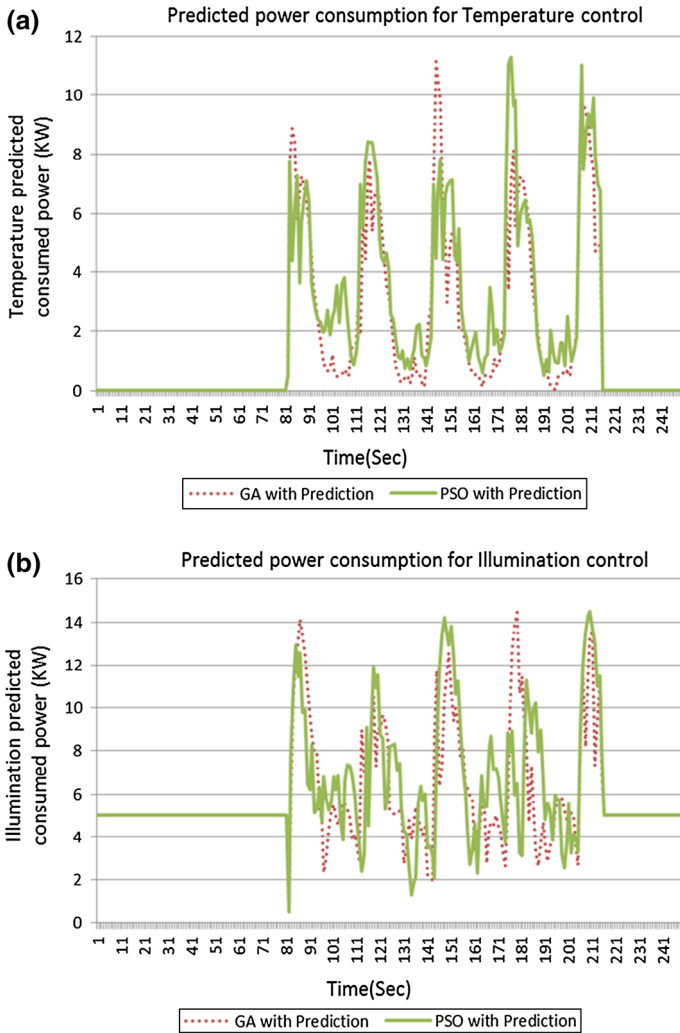 (a)
Predicted power consumption for Temperature control
Temperature predicted
consumed power (KW)
12
10
8
6
4
2
0
1 11 21 31 41 51 61 71 81 91 101 111 121 131 141 151 161 171 181 191 201 211 221 231 241
Time(Sec)
GA with Prediction PSO with Prediction
(b)
Predicted power consumption for Illumination control
Illumination predicted
consumed power (KW)
16
14
12
10
8
6
4
2
0
1 11 21 31 41 51 61 71 81 91 101 111 121 131 141 151 161 171 181 191 201 211 221 231 241
Time(Sec)
GA with Prediction PSO with Prediction